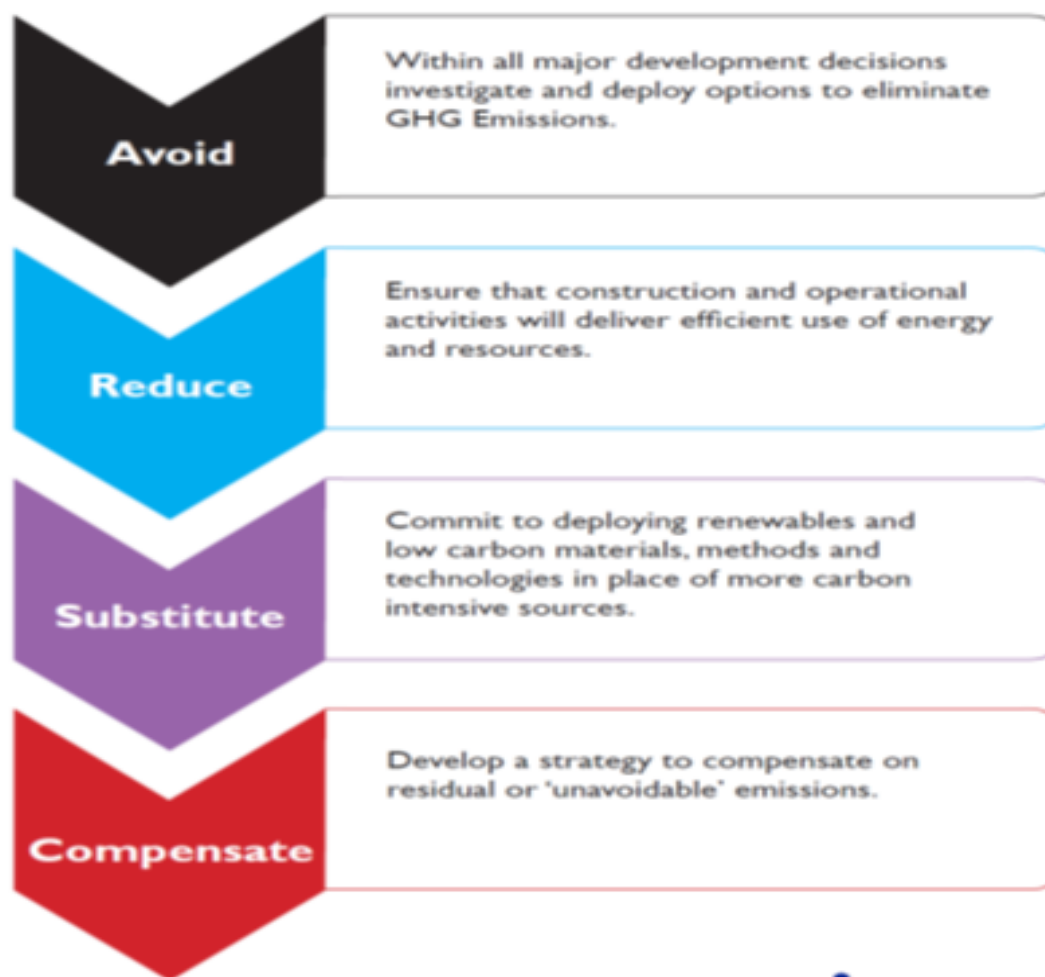 Avoid
Within all major development decisions
investigate and deploy options to eliminate
GHG Emissions.
Reduce
Ensure that construction and operational
activities will deliver efficient use of energy
and resources.
Substitute
Commit to deploying renewables and
low carbon materials, methods and
technologies in place of more carbon
intensive sources.
Compensate
Develop a strategy to compensate on
residual or ‘unavoidable’ emissions.